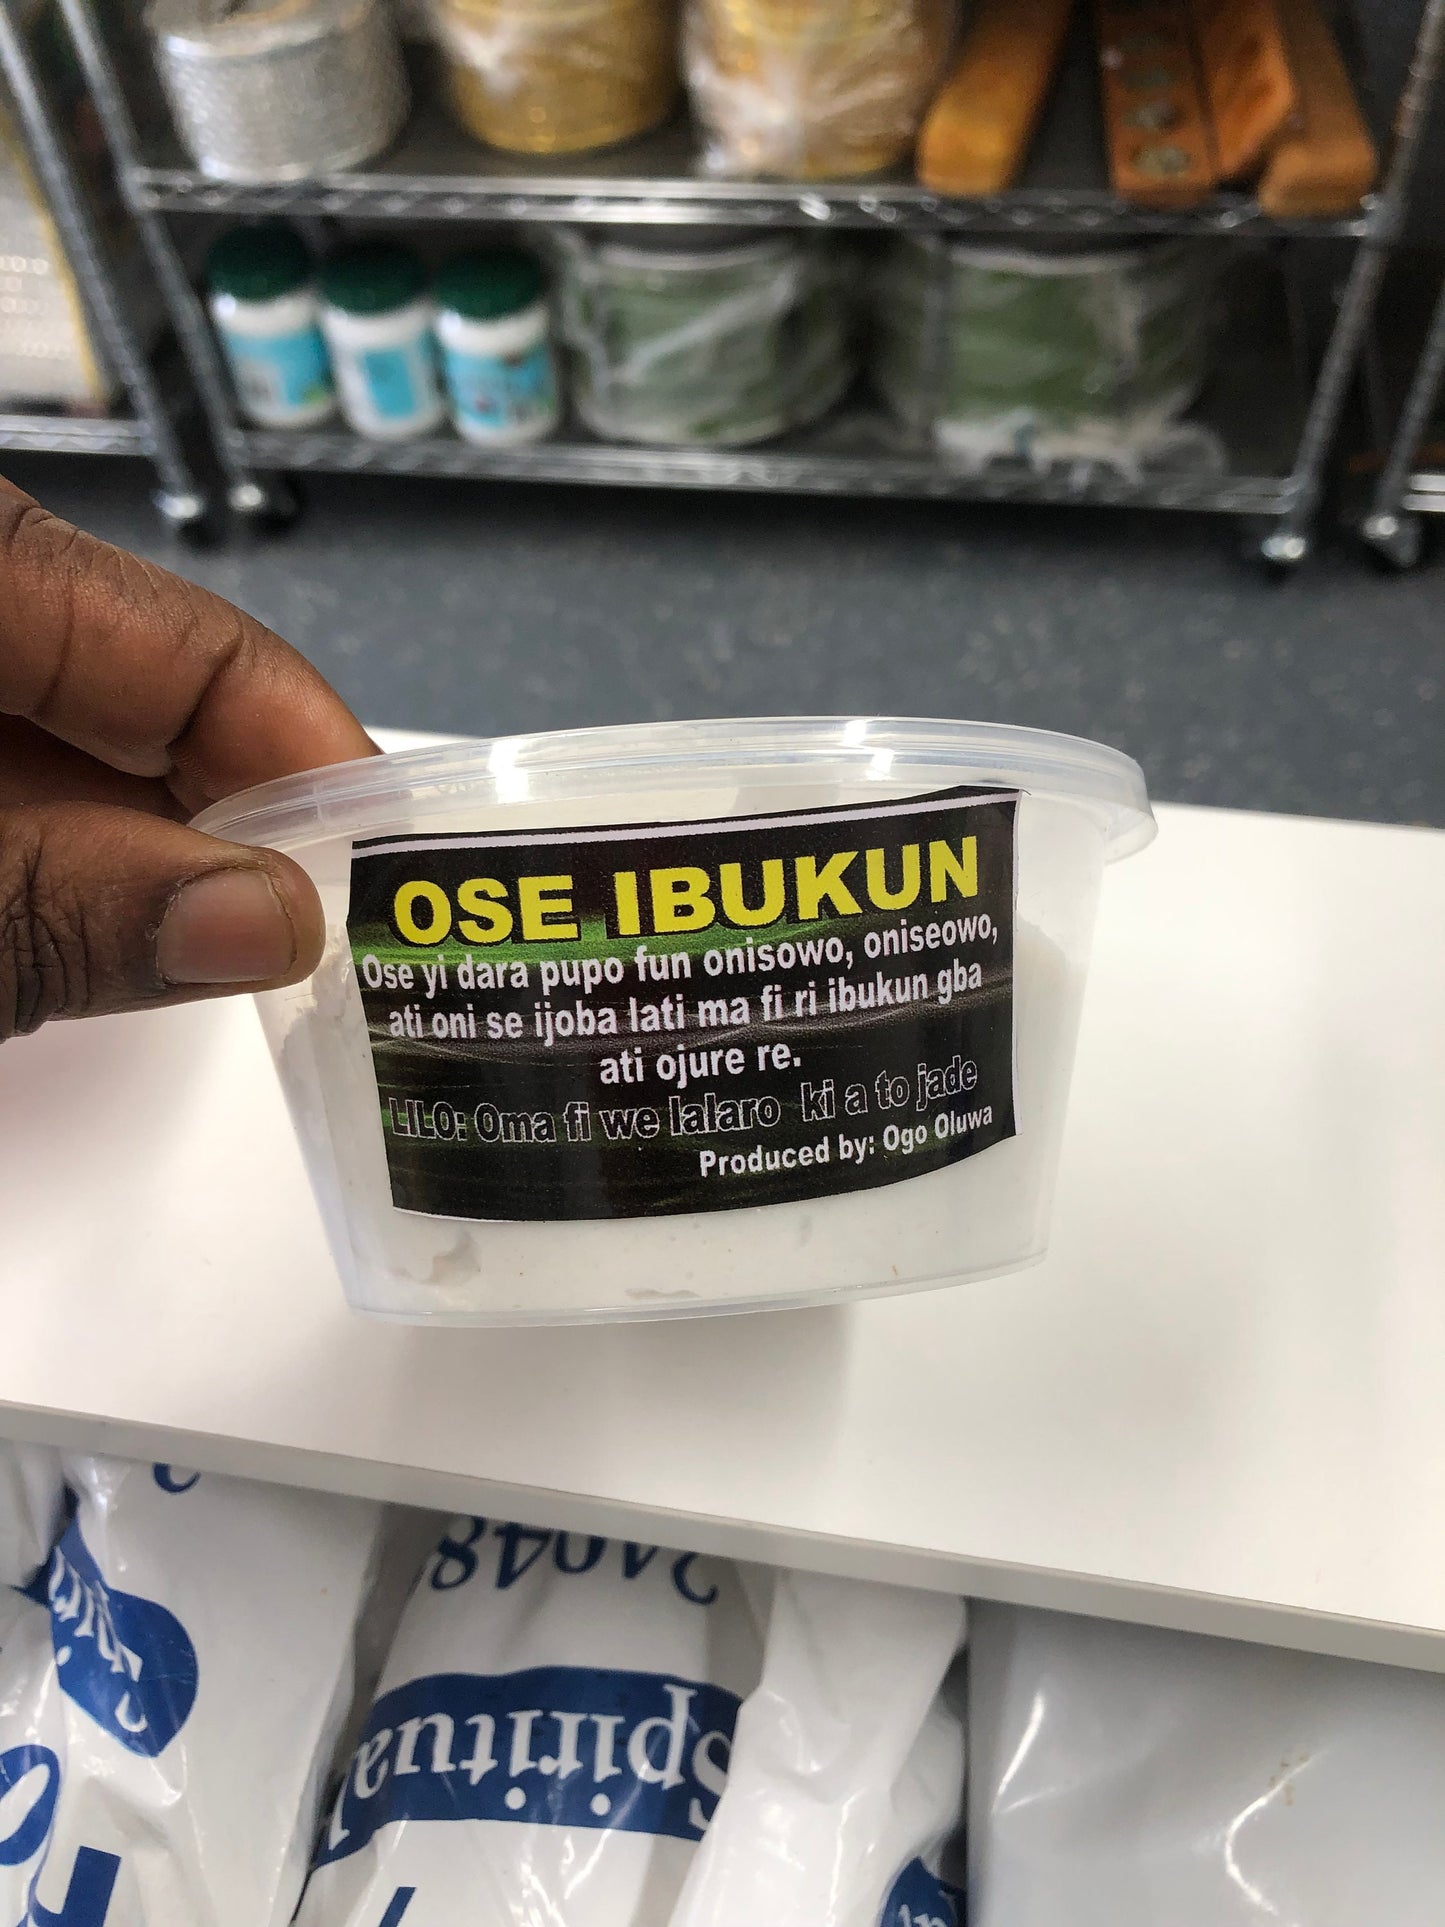 OSE IBUKUN
Ose yi dara pupo fun onisowo, oniseowo,
ati oni se ijoba lati ma fi ri ibukun gba
ati ojure re.
LILO: Oma fi we lalaro ki a to jade
Produced by: Ogo Oluwa
24048
Spiritual